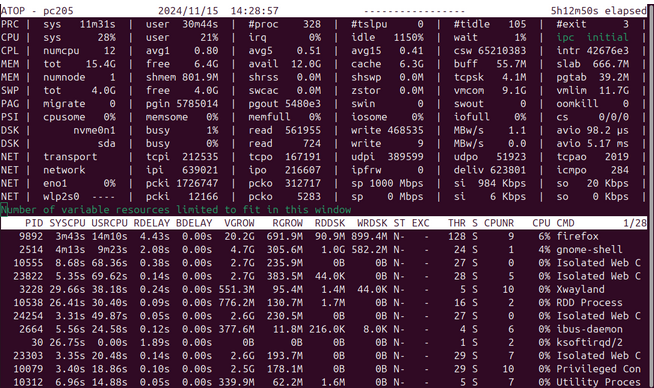 ATOP - pc205 2024/11/15 14:28:57 ----------------- 5h12m50s elapsed
PRC | sys 11m31s | user 30m44s | #proc 328 | #tslpu 0 | #tidle 105 | #exit 3 |
CPU | sys 28% | user 21% | irq 0% | idle 1150% | wait 1% | ipc initial |
CPL | numcpu 12 | avg1 0.80 | avg5 0.51 | avg15 0.41 | csw 65210383 | intr 42676e3 |
MEM | tot 15.4G | free 6.4G | avail 12.0G | cache 6.3G | buff 55.7M | slab 666.7M |
MEM | numnode 1 | shmem 801.9M | shrss 0.0M | shswp 0.0M | tcpsk 4.1M | pgtab 39.2M |
SWP | tot 4.0G | free 4.0G | swcac 0.0M | zstor 0.0M | vmcom 9.1G | vmlim 11.7G |
PAG | migrate 0 | pgin 5785014 | pgout 5480e3 | swin 0 | swout 0 | oomkill 0 |
PSI | cpusome 0% | memsome 0% | memfull 0% | iosome 0% | iofull 0% | cs 0/0/0 |
DSK | nvme0n1 | busy 1% | read 561955 | write 468535 | MBw/s 1.1 | avio 98.2 µs |
DSK | sda | busy 0% | read 724 | write 9 | MBw/s 0.0 | avio 5.17 ms |
NET | transport | tcpi 212535 | tcpo 167191 | udpi 389599 | udpo 51923 | tcpao 2019 |
NET | network | ipi 639021 | ipo 216607 | ipfrw 0 | deliv 623801 | icmpo 284 |
NET | eno1 0% | pcki 1726747 | pcko 312717 | sp 1000 Mbps | si 984 Kbps | so 20 Kbps |
NET | wlp2s0 ---- | pcki 12166 | pcko 5283 | sp 0 Mbps | si 6 Kbps | so 0 Kbps |
Number of variable resources limited to fit in this window
PID SYSCPU USRCPU RDELAY BDELAY VGROW RGROW RDDSK WRDSK ST EXC THR S CPUNR CPU CMD 1/28
9892 3m43s 14m10s 4.43s 0.00s 20.2G 611.9M 90.9M 899.4M N- - 128 S 9 6% firefox
2514 4m13s 9m23s 2.08s 0.00s 4.7G 305.6M 1.0G 582.2M N- - 24 S 1 4% gnome-shell
10555 8.68s 68.36s 0.38s 0.00s 2.7G 235.9M 0B 0B N- - 27 S 0 0% Isolated Web C
23822 5.35s 69.62s 0.14s 0.00s 2.7G 383.5M 44.0K 0B N- - 28 S 5 0% Isolated Web C
3228 29.66s 38.18s 0.24s 0.00s 551.3M 95.4M 1.4M 44.0K N- - 5 S 10 0% Xwayland
10538 26.41s 30.40s 0.09s 0.00s 776.2M 130.7M 1.7M 0B N- - 16 S 2 0% RDD Process
24254 3.31s 49.87s 0.05s 0.00s 2.6G 230.5M 0B 0B N- - 27 S 0 0% Isolated Web C
2664 5.56s 24.58s 0.12s 0.00s 377.6M 11.8M 216.0K 8.0K N- - 4 S 6 0% ibus-daemon
30 26.75s 0.00s 1.89s 0.00s 0B 0B 0B 0B N- - 1 S 2 0% ksoftirqd/2
23303 3.35s 20.48s 0.14s 0.00s 2.6G 193.7M 0B 0B N- - 29 S 7 0% Isolated Web C
10079 3.40s 18.86s 0.10s 0.00s 2.5G 178.1M 0B 0B N- - 29 S 10 0% Privileged Con
10312 6.96s 14.88s 0.05s 0.00s 339.9M 62.2M 1.6M 0B N- - 5 S 7 0% Utility Proces